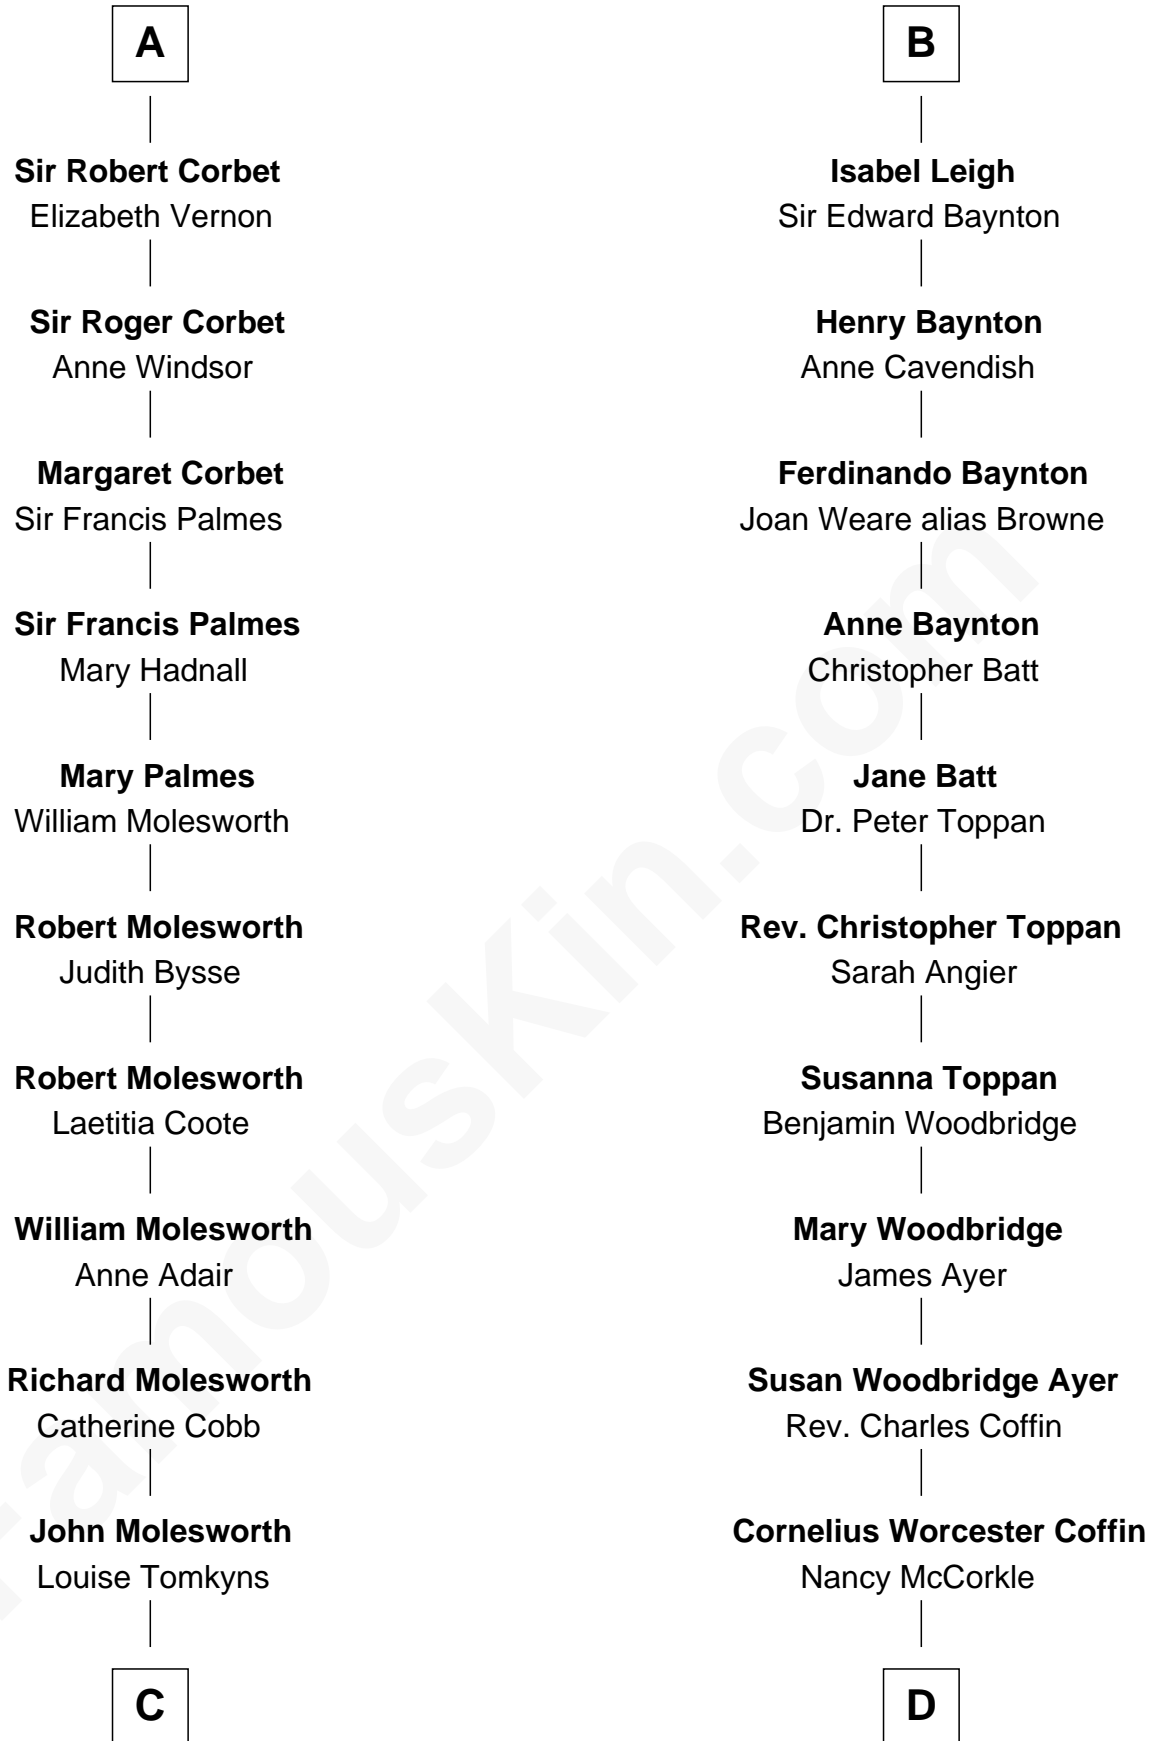 A
Sir Robert Corbet
Elizabeth Vernon
Sir Roger Corbet
Anne Windsor
Margaret Corbet
Sir Francis Palmes
Sir Francis Palmes
Mary Hadnall
Mary Palmes
William Molesworth
Robert Molesworth
Judith Bysse
Robert Molesworth
Laetitia Coote
William Molesworth
Anne Adair
Richard Molesworth
Catherine Cobb
John Molesworth
Louise Tomkyns
C
B
Isabel Leigh
Sir Edward Baynton
Henry Baynton
Anne Cavendish
Ferdinando Baynton
Joan Weare alias Browne
Anne Baynton
Christopher Batt
Jane Batt
Dr. Peter Toppan
Rev. Christopher Toppan
Sarah Angier
Susanna Toppan
Benjamin Woodbridge
Mary Woodbridge
James Ayer
Susan Woodbridge Ayer
Rev. Charles Coffin
Cornelius Worcester Coffin
Nancy McCorkle
D
FamousKin.com